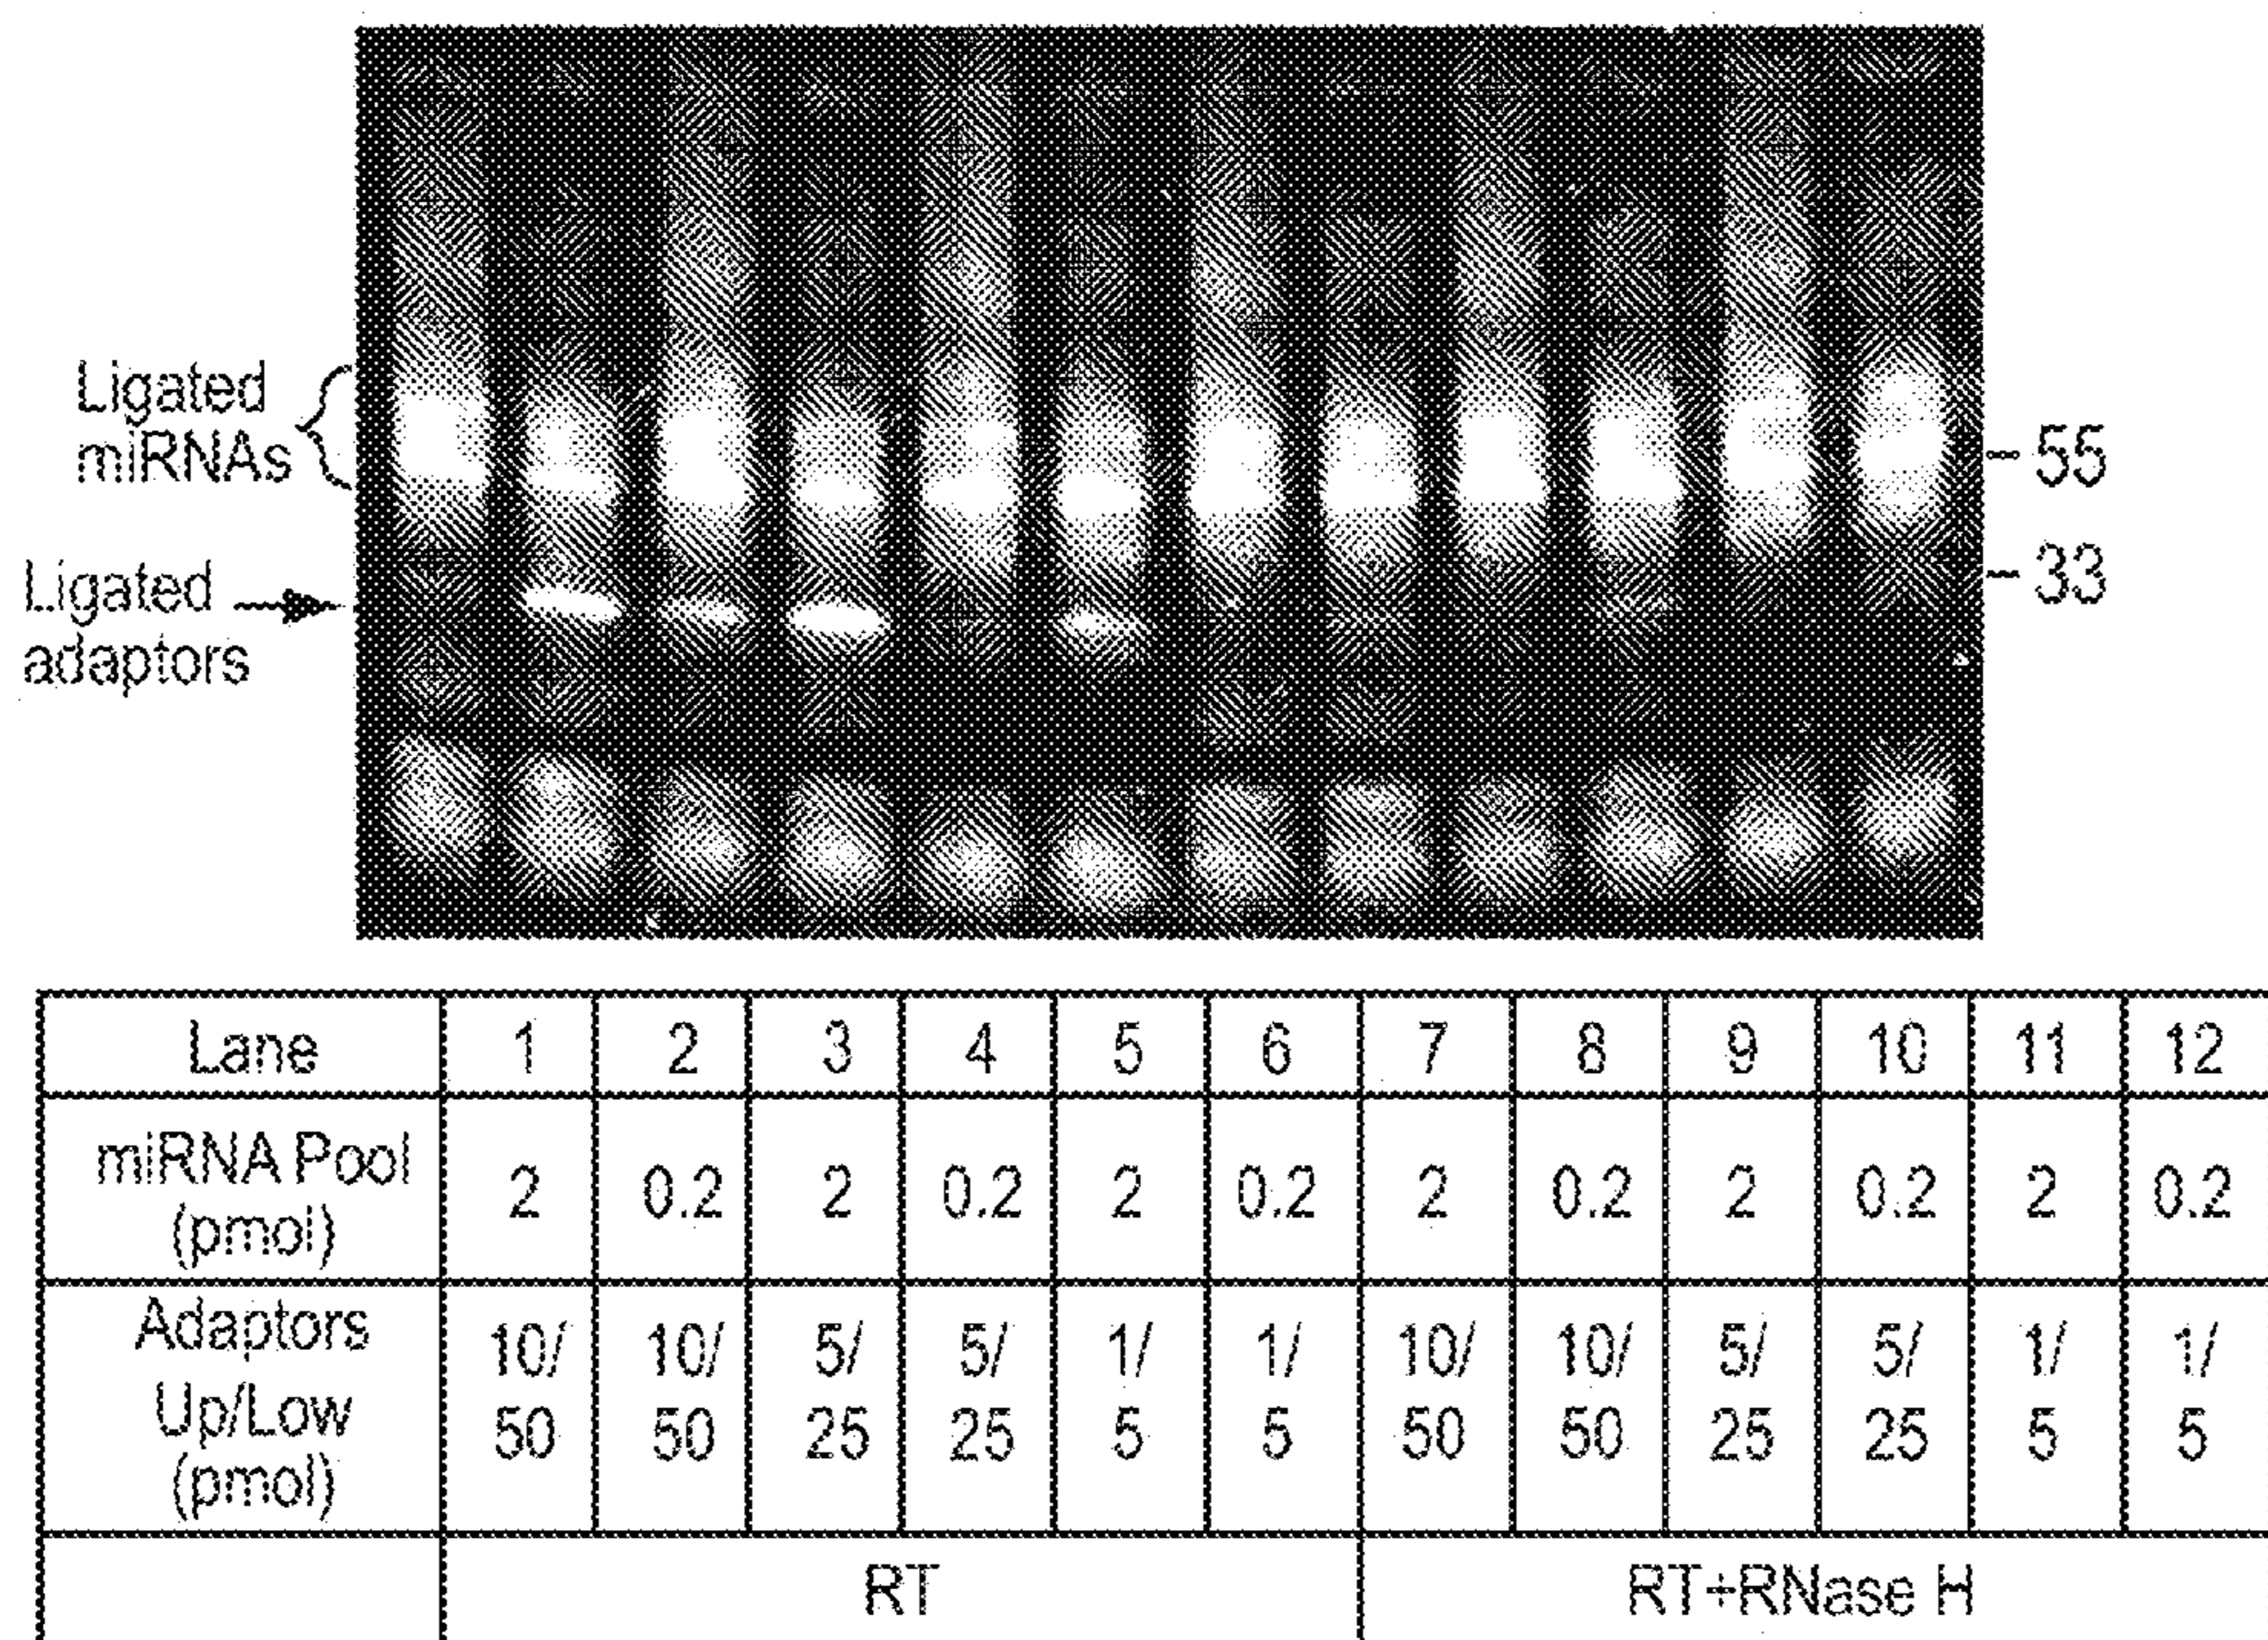 Ligated
miRNAs
Ligated
adaptors
- 55
- 33
Lane 1 2 3 4 5 6 7 8 9 10 11 12
miRNA Pool
(pmol) 2 0.2 2 0.2 2 0.2 2 0.2 2 0.2 2 0.2
Adaptors
Up/Low
(pmol) 10/ 10/ 5/ 5/ 1/ 1/ 10/ 10/ 5/ 5/ 1/ 1/
50 50 25 25 5 5 50 50 25 25 5 5
RT RT+RNase H